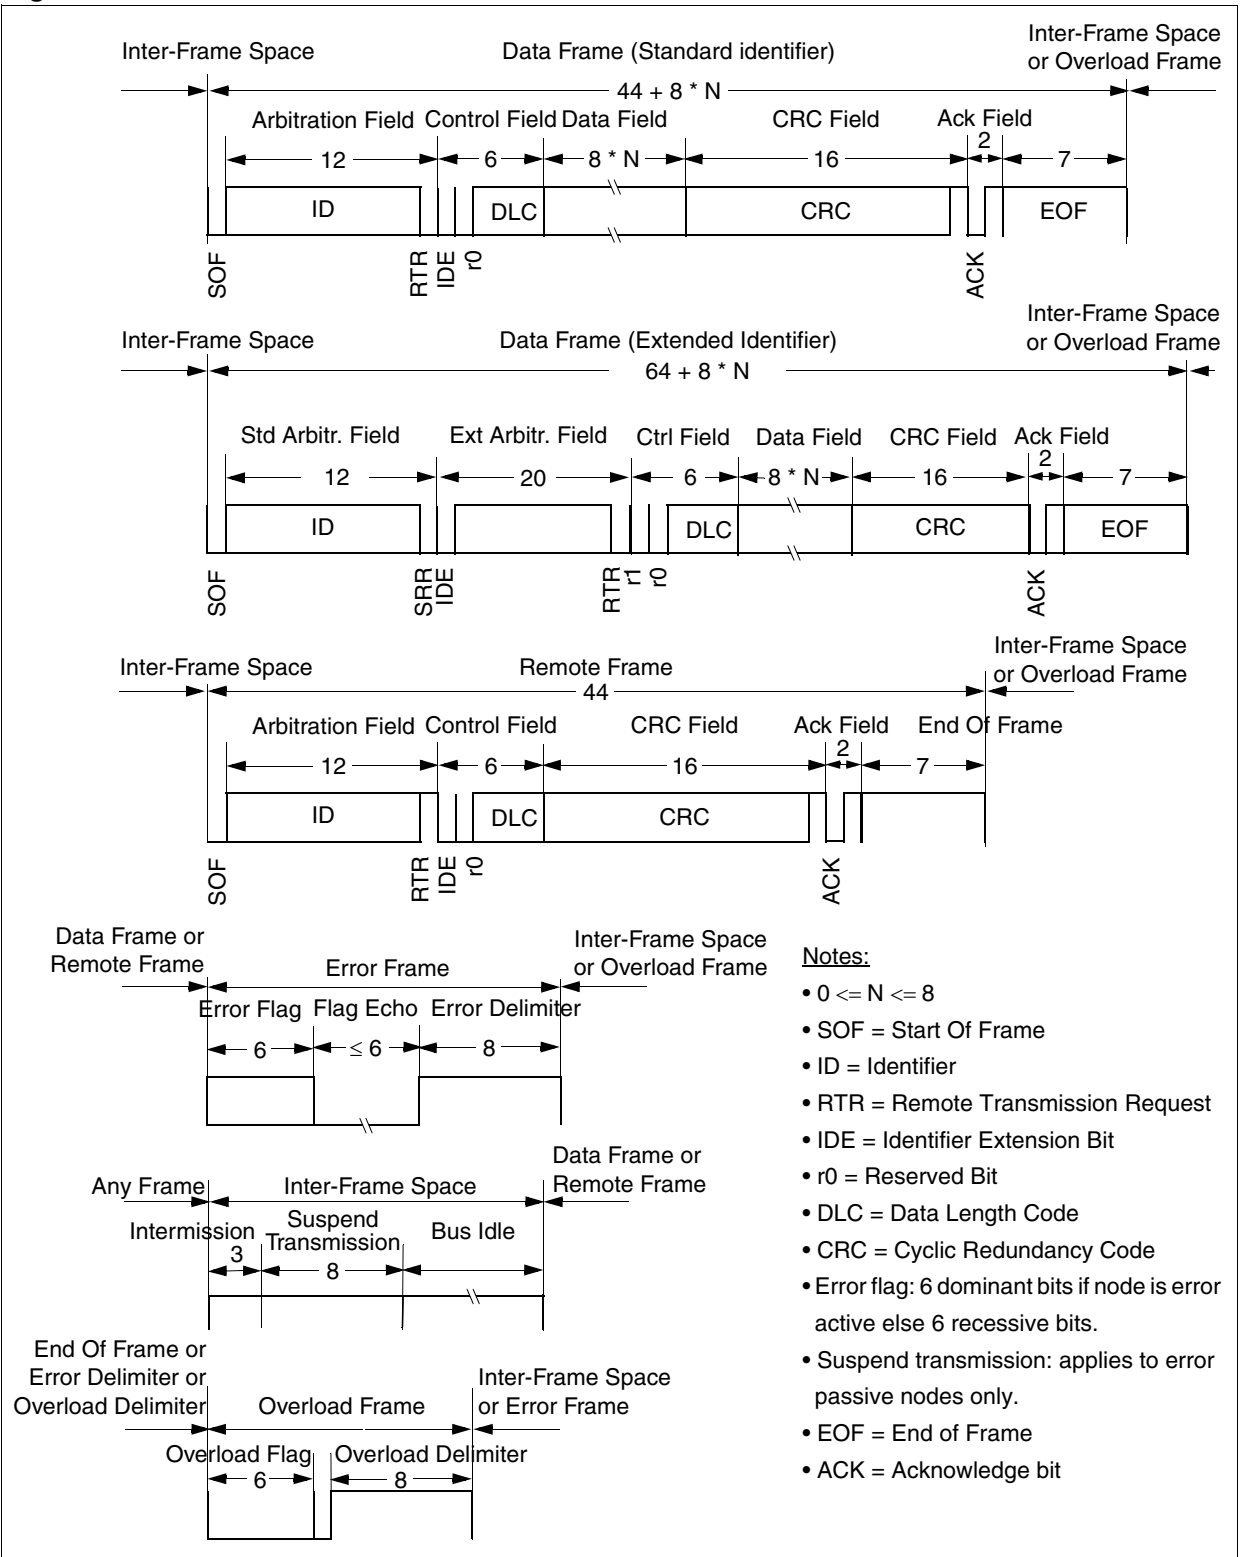 Inter-Frame Space
Data Frame (Standard identifier)
Inter-Frame Space
or Overload Frame
44 + 8 * N
Arbitration Field
Control Field
Data Field
CRC Field
Ack Field
12
6
8 * N
16
2
7
ID
DLC
CRC
EOF
SOF
RTR
IDE
r0
ACK
Inter-Frame Space
Data Frame (Extended Identifier)
Inter-Frame Space
or Overload Frame
64 + 8 * N
Std Arbitr. Field
Ext Arbitr. Field
Ctrl Field
Data Field
CRC Field
Ack Field
12
20
6
8 * N
16
2
7
ID
DLC
CRC
EOF
SOF
SRR
IDE
RTR
r1
r0
ACK
Inter-Frame Space
Remote Frame
Inter-Frame Space
or Overload Frame
44
Arbitration Field
Control Field
CRC Field
Ack Field
End Of Frame
12
6
16
2
7
ID
DLC
CRC
SOF
RTR
IDE
r0
ACK
Data Frame or
Remote Frame
Error Frame
Inter-Frame Space
or Overload Frame
Error Flag
Flag Echo
Error Delimiter
6
≤ 6
8
Any Frame
Inter-Frame Space
Data Frame or
Remote Frame
Intermission
Suspend
Transmission
Bus Idle
3
8
End Of Frame or
Error Delimiter or
Overload Delimiter
Overload Frame
Inter-Frame Space
or Error Frame
Overload Flag
Overload Delimiter
6
8
Notes:
• 0 <= N <= 8
• SOF = Start Of Frame
• ID = Identifier
• RTR = Remote Transmission Request
• IDE = Identifier Extension Bit
• r0 = Reserved Bit
• DLC = Data Length Code
• CRC = Cyclic Redundancy Code
• Error flag: 6 dominant bits if node is error
active else 6 recessive bits.
• Suspend transmission: applies to error
passive nodes only.
• EOF = End of Frame
• ACK = Acknowledge bit